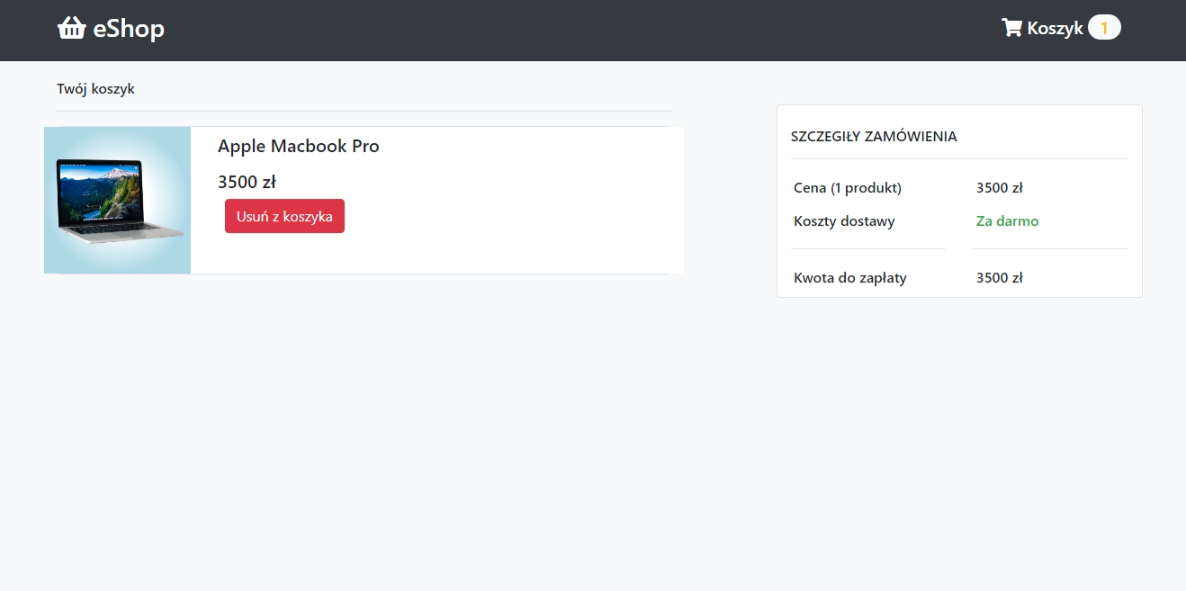 eShop
Koszyk 1
Twój koszyk
Apple Macbook Pro
3500 zł
Usuń z koszyka
SZCZEGIŁY ZAMÓWIENIA
Cena (1 produkt) 3500 zł
Koszty dostawy Za darmo
Kwota do zapłaty 3500 zł